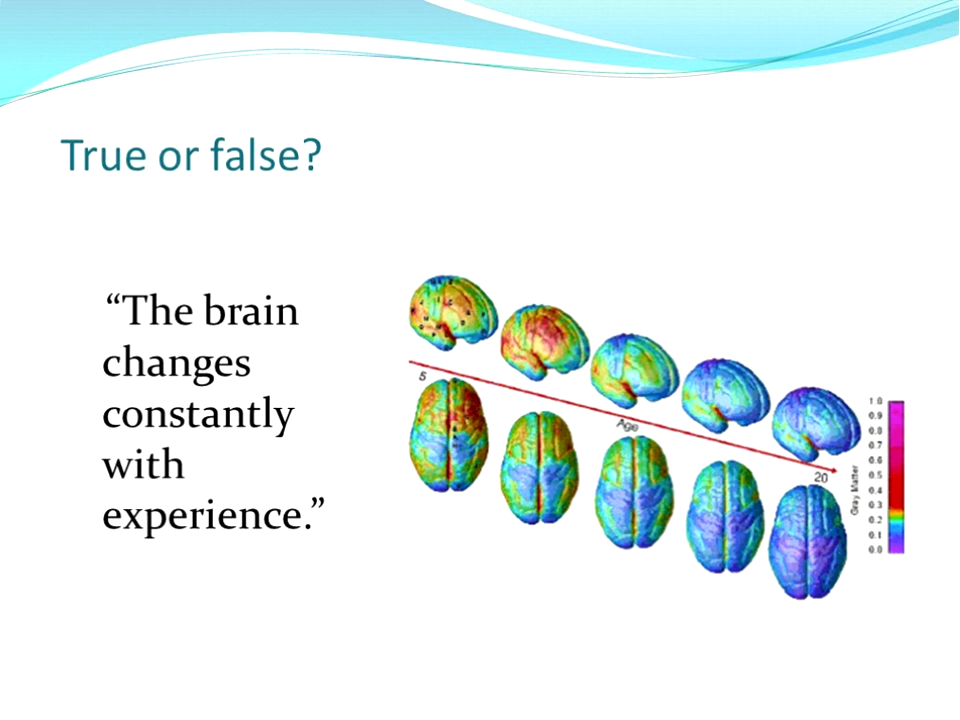 True or false?
“The brain
changes
constantly
with
experience.”
5
Age
20
Gray Matter
1.0
0.9
0.8
0.7
0.6
0.5
0.4
0.3
0.2
0.1
0.0